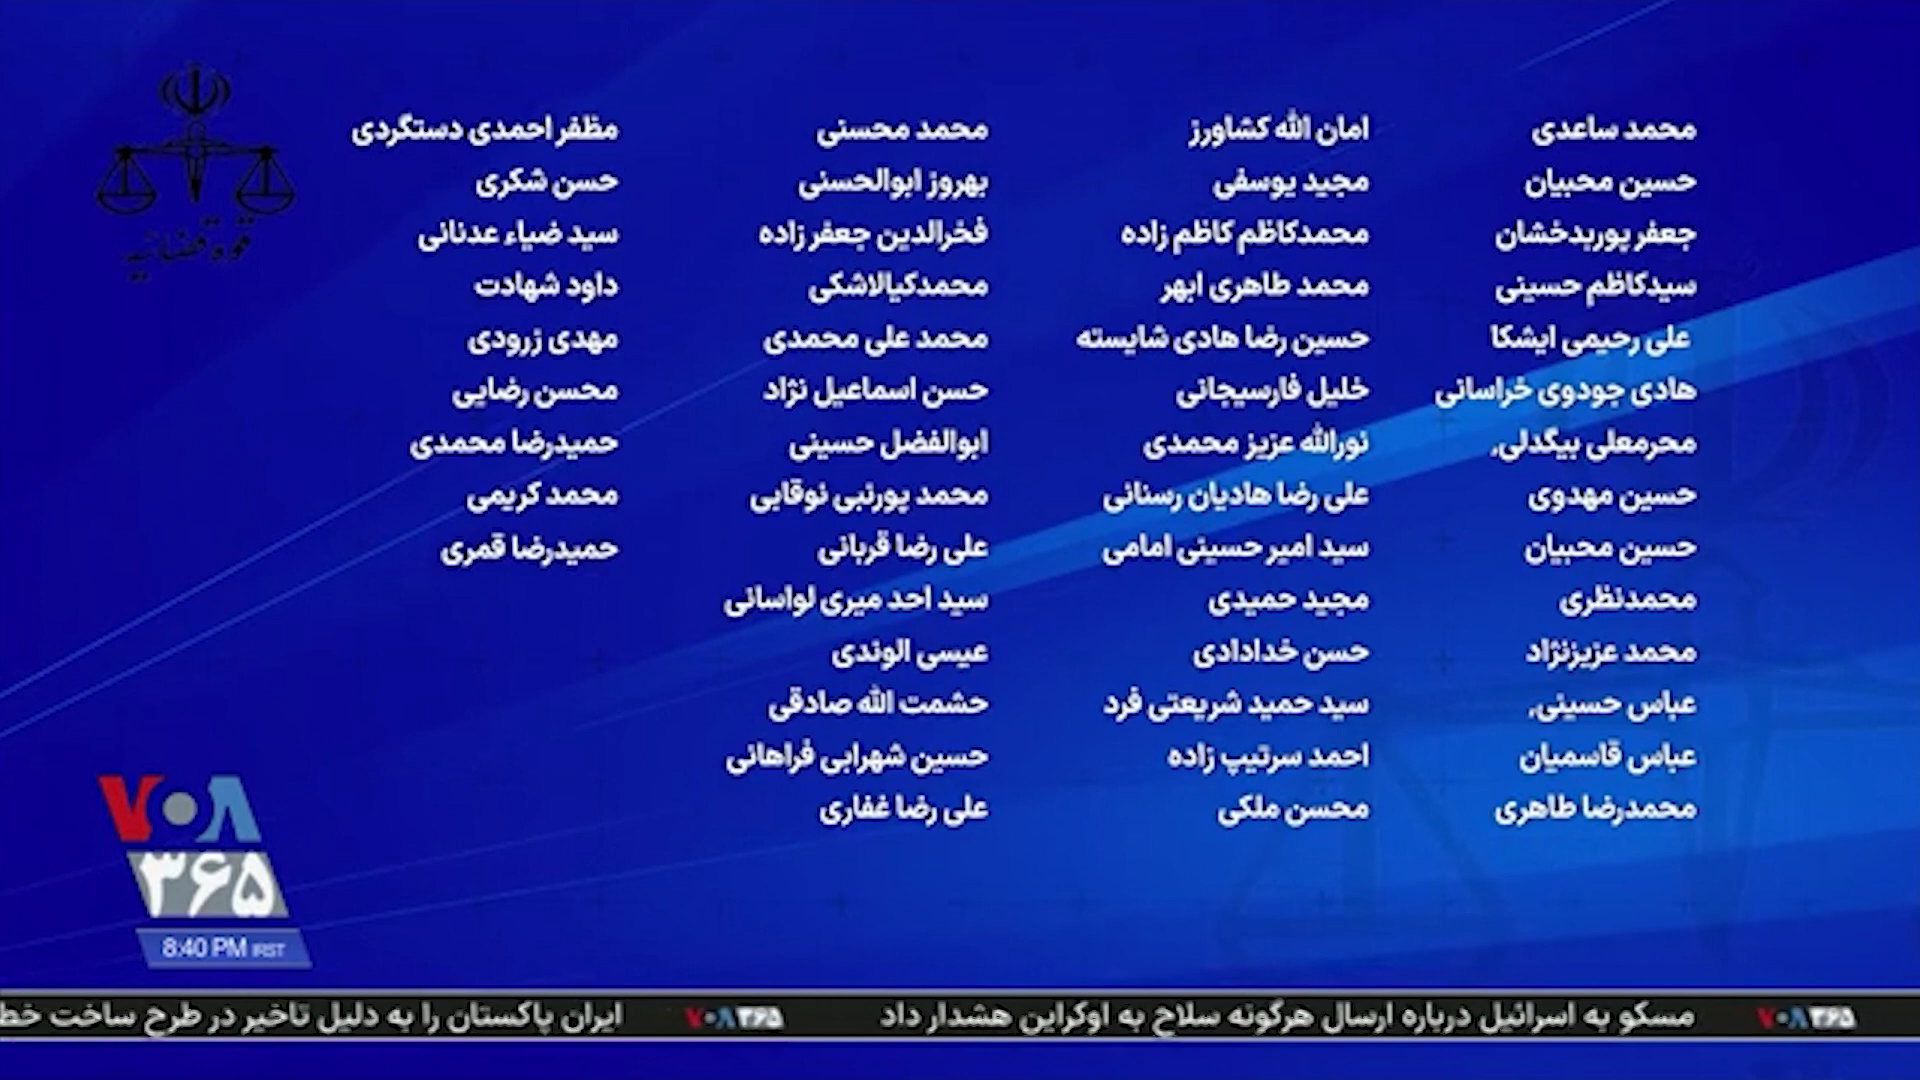 محمد ساعدی
حسین محبیان
جعفر پوربدخشان
سیدکاظم حسینی
علی رحیمی ایشکا
هادی جودوی خراسانی
محرمعلی بیگدلی,
حسین مهدوی
حسین محبیان
محمدنظری
محمد عزیزنژاد
عباس حسینی,
عباس قاسمیان
محمدرضا طاهری
امان الله کشاورز
مجید یوسفی
محمدکاظم کاظم زاده
محمد طاهری ابهر
حسین رضا هادی شایسته
خلیل فارسیجانی
نورالله عزیز محمدی
علی رضا هادیان رسنانی
سید امیر حسینی امامی
مجید حمیدی
حسن خدادادی
سید حمید شریعتی فرد
احمد سرتیپ زاده
محسن ملکی
محمد محسنی
بهروز ابوالحسنی
فخرالدین جعفر زاده
محمدکیالاشکی
محمد علی محمدی
حسن اسماعیل نژاد
ابوالفضل حسینی
محمد پورنبی نوقابی
علی رضا قربانی
سید احد میری لواسانی
عیسی الوندی
حشمت الله صادقی
حسین شهرابی فراهانی
علی رضا غفاری
مظفر احمدی دستگردی
حسن شکری
سید ضیاء عدنانی
داود شهادت
مهدی زرودی
محسن رضایی
حمیدرضا محمدی
محمد کریمی
حمیدرضا قمری
قوه قضائیه
VOA
۳۶۵
8:40 PM IRST
VOA ۳۶۵ مسکو به اسرائیل درباره ارسال هرگونه سلاح به اوکراین هشدار داد VOA ۳۶۵ ایران پاکستان را به دلیل تاخیر در طرح ساخت خط